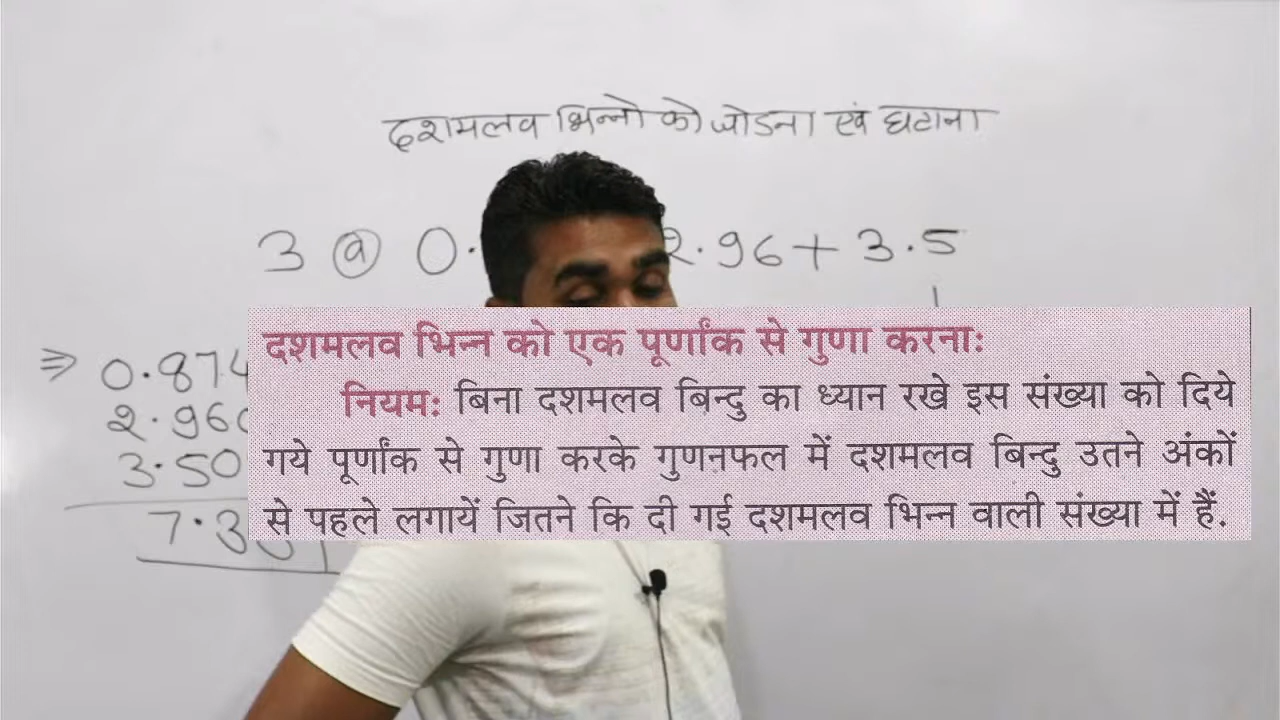 दशमलव भिन्नो को जोडना एवं घटाना
3 @ 0. 2.96 + 3.5
दशमलव भिन्न को एक पूर्णांक से गुणा करनाः
⇒ 0.874
नियमः बिना दशमलव बिन्दु का ध्यान रखे इस संख्या को दिये
2.960
गये पूर्णांक से गुणा करके गुणनफल में दशमलव बिन्दु उतने अंकों
3.50
से पहले लगायें जितने कि दी गई दशमलव भिन्न वाली संख्या में हैं.
7.3